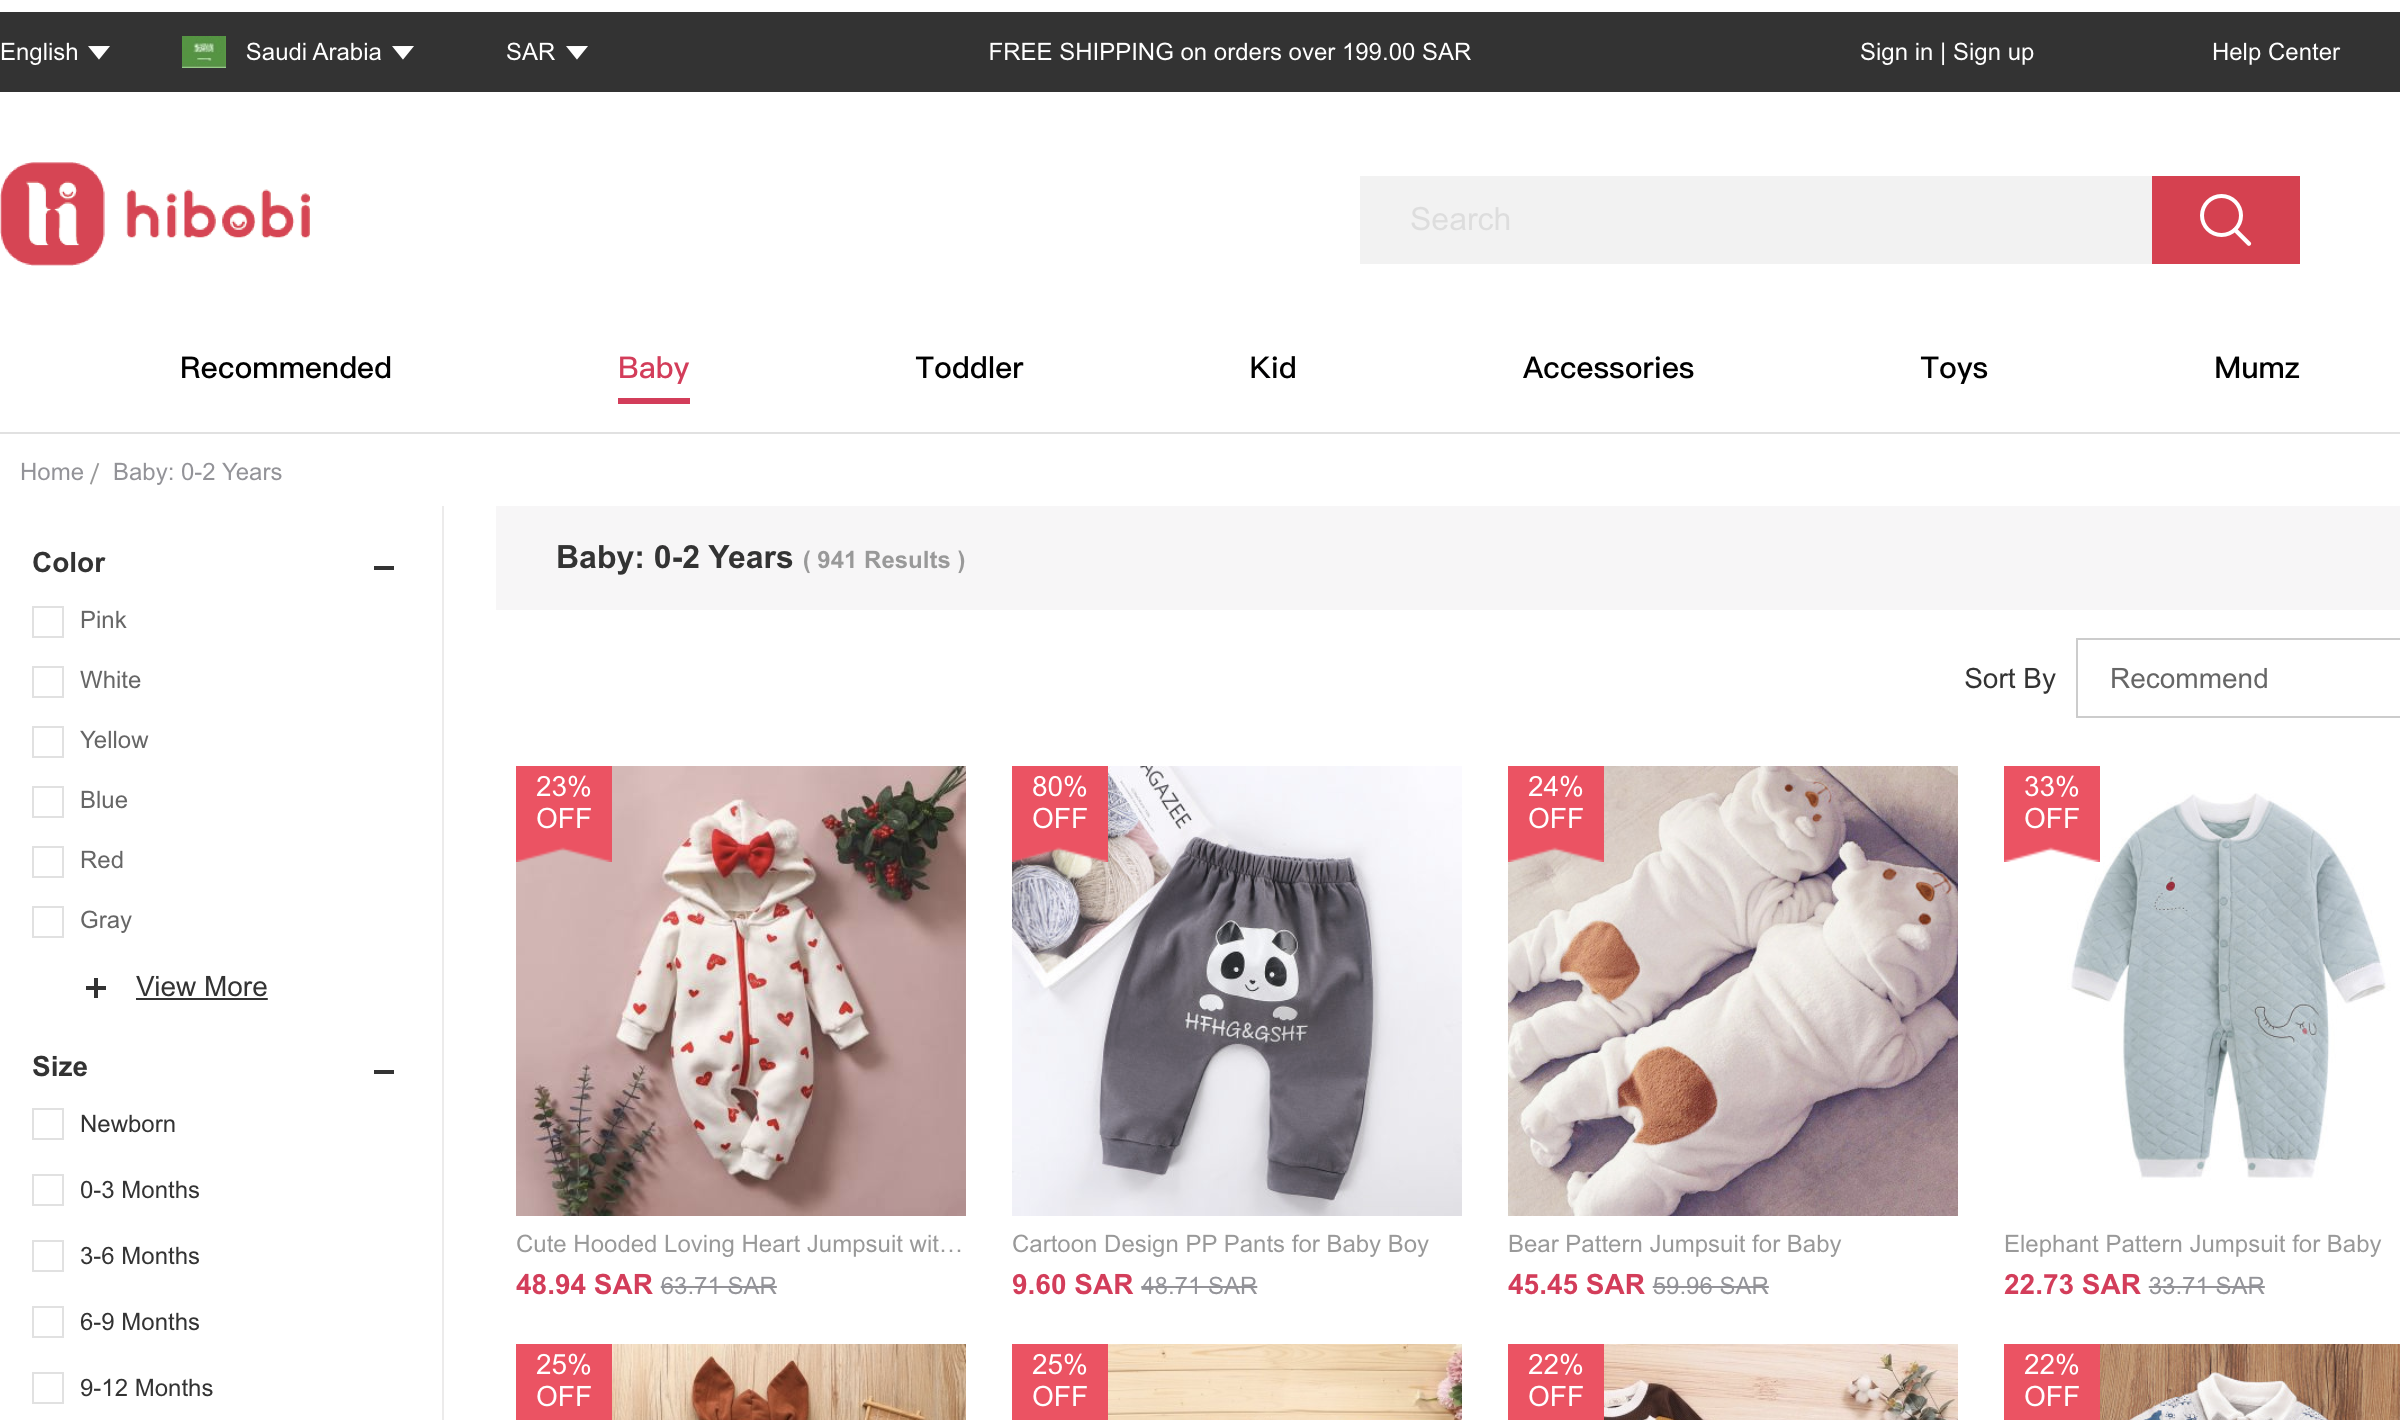 English
Saudi Arabia
SAR
FREE SHIPPING on orders over 199.00 SAR
Sign in | Sign up
Help Center
hi hibobi
Search
Recommended
Baby
Toddler
Kid
Accessories
Toys
Mumz
Home / Baby: 0-2 Years
Color
Pink
White
Yellow
Blue
Red
Gray
+ View More
Size
Newborn
0-3 Months
3-6 Months
6-9 Months
9-12 Months
Baby: 0-2 Years ( 941 Results )
Sort By
Recommend
23%
OFF
Cute Hooded Loving Heart Jumpsuit wit...
48.94 SAR 63.71 SAR
80%
OFF
AGAZEE
HFHG&GSHF
Cartoon Design PP Pants for Baby Boy
9.60 SAR 48.71 SAR
24%
OFF
Bear Pattern Jumpsuit for Baby
45.45 SAR 59.96 SAR
33%
OFF
Elephant Pattern Jumpsuit for Baby
22.73 SAR 33.71 SAR
25%
OFF
25%
OFF
22%
OFF
22%
OFF